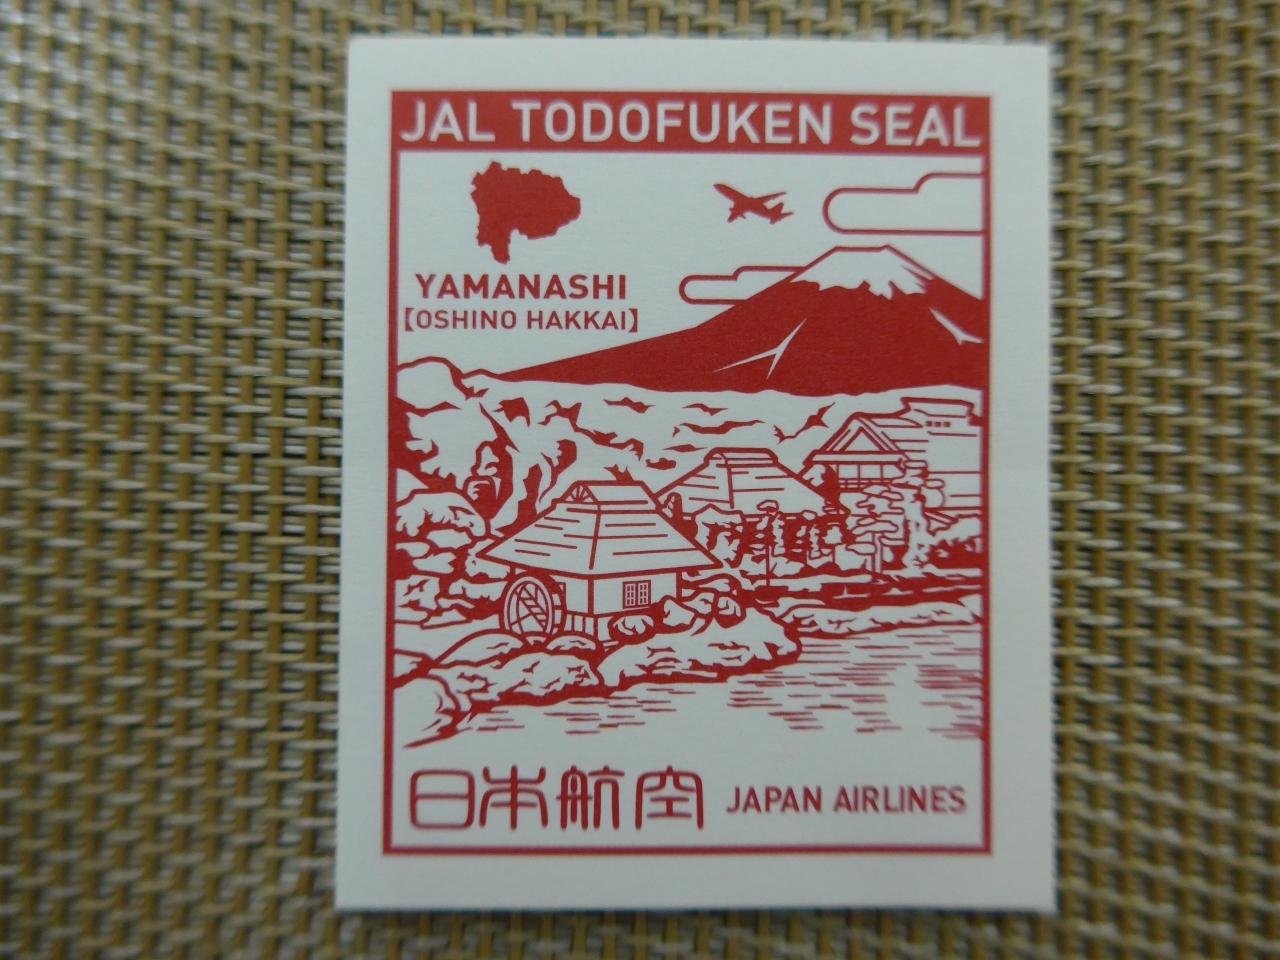 JAL TODOFUKEN SEAL
YAMANASHI
【OSHINO HAKKAI】
日本航空 JAPAN AIRLINES